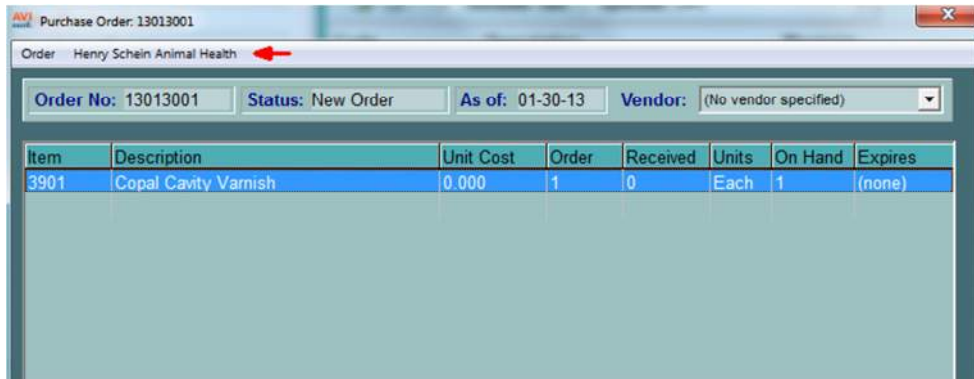 AVI Purchase Order: 13013001
Order Henry Schein Animal Health
Order No: 13013001 Status: New Order As of: 01-30-13 Vendor: (No vendor specified)
Item Description Unit Cost Order Received Units On Hand Expires
3901 Copal Cavity Varnish 0.000 1 0 Each 1 (none)